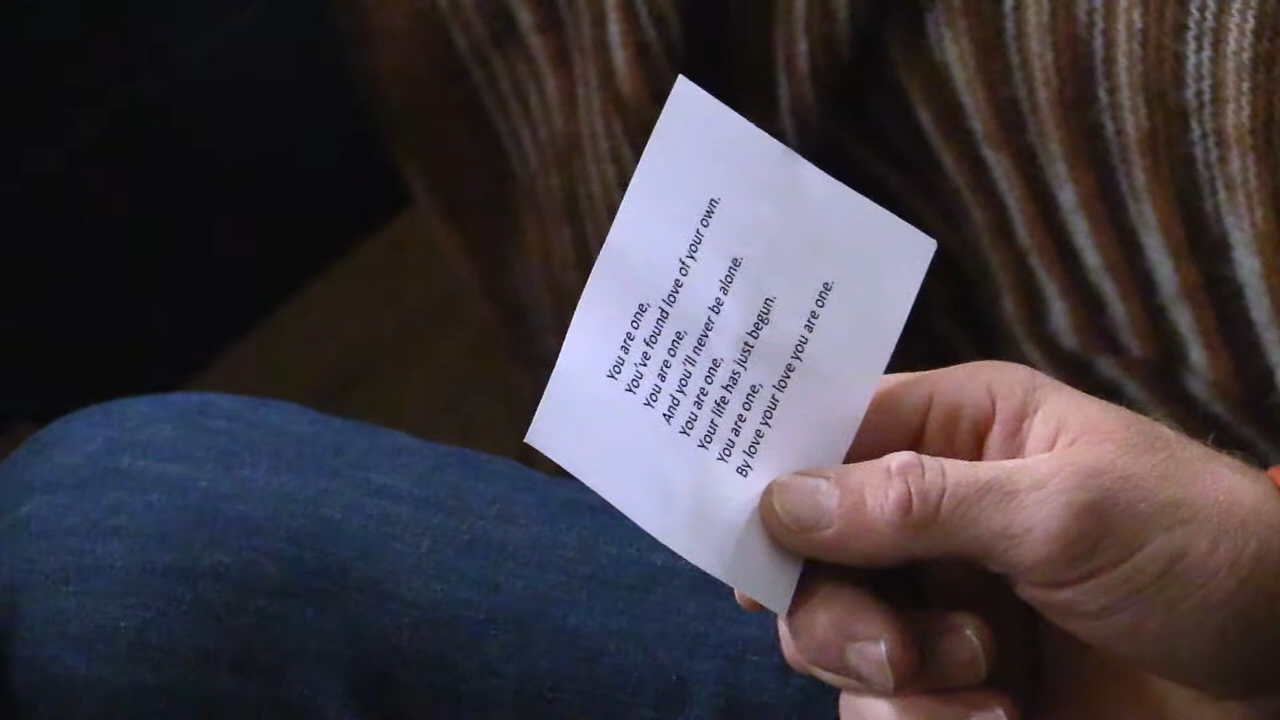 You are one,
You've found love of your own.
You are one,
And you'll never be alone.
You are one,
Your life has just begun.
You are one,
By love your love you are one.